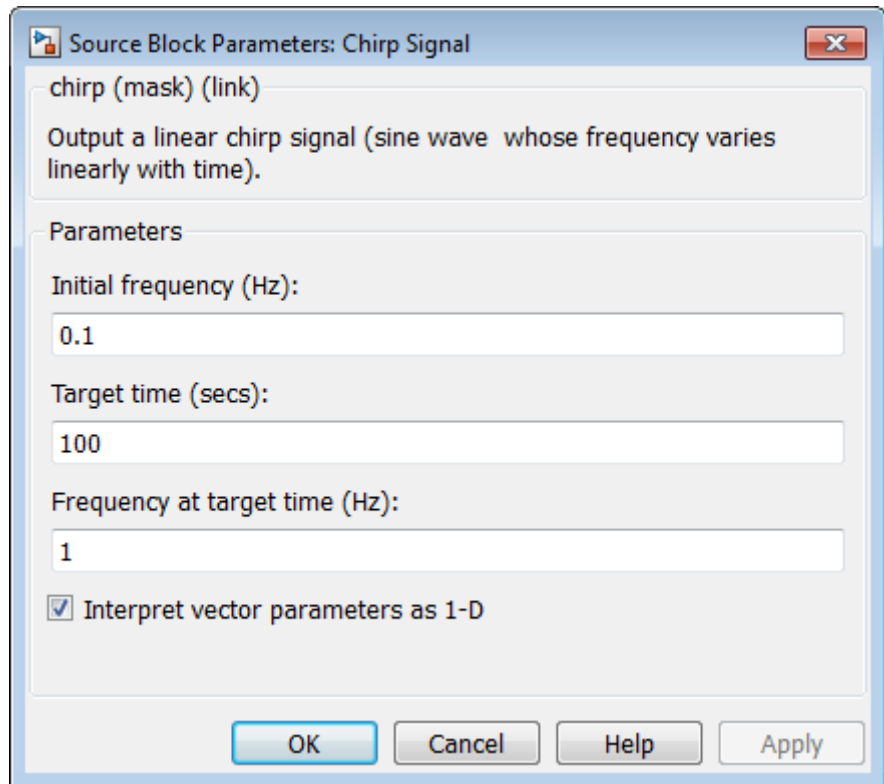 Source Block Parameters: Chirp Signal
chirp (mask) (link)
Output a linear chirp signal (sine wave  whose frequency varies
linearly with time).
Parameters
Initial frequency (Hz):
0.1
Target time (secs):
100
Frequency at target time (Hz):
1
Interpret vector parameters as 1-D
OK Cancel Help Apply